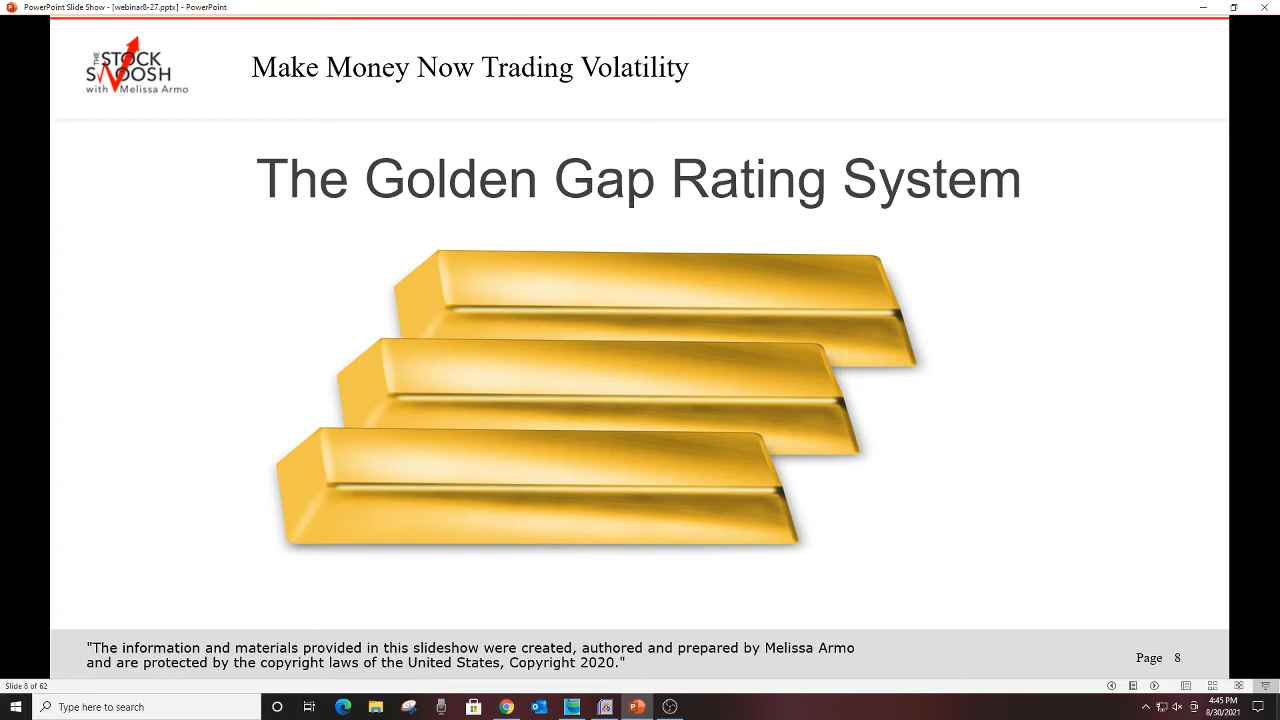 PowerPoint Slide Show - [webinar8-27.pptx] - PowerPoint
THE STOCK
SWOOSH
with Melissa Armo
Make Money Now Trading Volatility
The Golden Gap Rating System
"The information and materials provided in this slideshow were created, authored and prepared by Melissa Armo
and are protected by the copyright laws of the United States, Copyright 2020."
Page 8
Slide 8 of 62
Type here to search
4:45 PM
8/30/2021